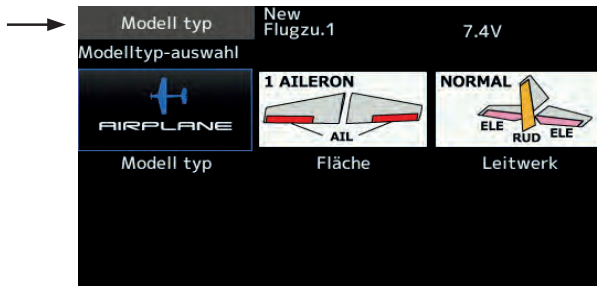 Modell typ
New
Flugzu.1
7.4V
Modelltyp-auswahl
AIRPLANE
1 AILERON
AIL
NORMAL
ELE
RUD
ELE
Modell typ
Fläche
Leitwerk